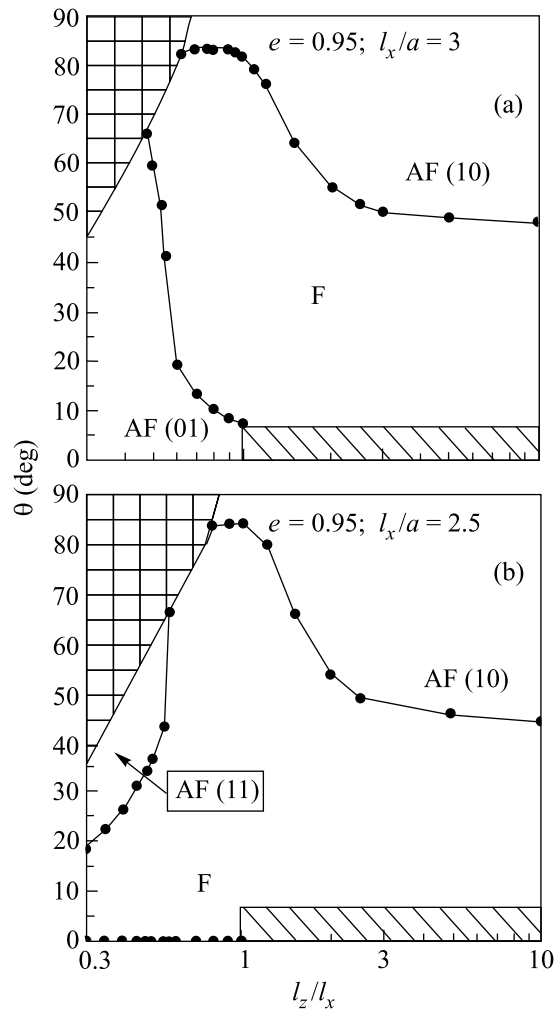 90
e = 0.95; l_x/a = 3
80
(a)
70
60
AF (10)
50
40
F
30
20
10
AF (01)
0
θ (deg)
90
e = 0.95; l_x/a = 2.5
80
(b)
70
60
AF (10)
50
40
AF (11)
30
20
F
10
0
0.3 1 3 10
l_z/l_x